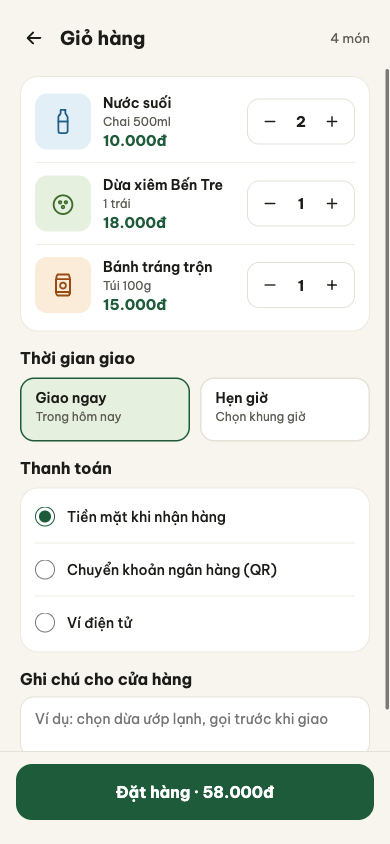 Giỏ hàng
4 món
Nước suối
Chai 500ml
10.000đ
2
Dừa xiêm Bến Tre
1 trái
18.000đ
1
Bánh tráng trộn
Túi 100g
15.000đ
1
Thời gian giao
Giao ngay
Trong hôm nay
Hẹn giờ
Chọn khung giờ
Thanh toán
Tiền mặt khi nhận hàng
Chuyển khoản ngân hàng (QR)
Ví điện tử
Ghi chú cho cửa hàng
Ví dụ: chọn dừa ướp lạnh, gọi trước khi giao
Đặt hàng · 58.000đ